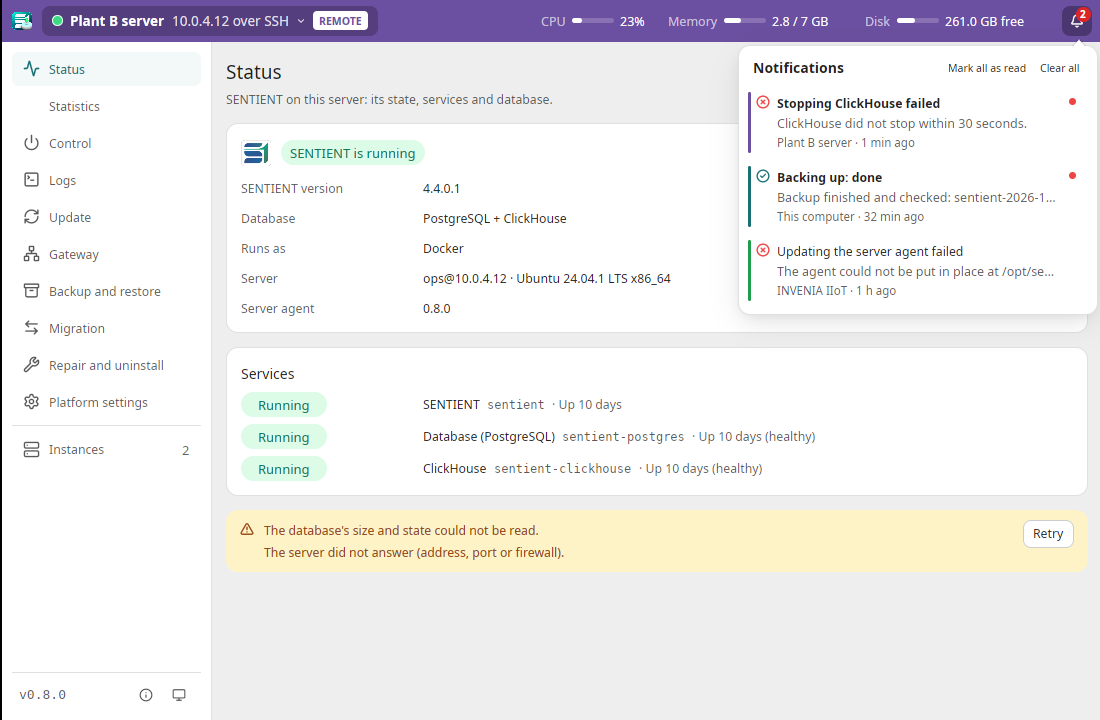 Plant B server 10.0.4.12 over SSH REMOTE
CPU 23% Memory 2.8 / 7 GB Disk 261.0 GB free 2
Status
Statistics
Control
Logs
Update
Gateway
Backup and restore
Migration
Repair and uninstall
Platform settings
Instances 2
v0.8.0
Status
SENTIENT on this server: its state, services and database.
SENTIENT is running
SENTIENT version 4.4.0.1
Database PostgreSQL + ClickHouse
Runs as Docker
Server ops@10.0.4.12 · Ubuntu 24.04.1 LTS x86_64
Server agent 0.8.0
Services
Running SENTIENT sentient · Up 10 days
Running Database (PostgreSQL) sentient-postgres · Up 10 days (healthy)
Running ClickHouse sentient-clickhouse · Up 10 days (healthy)
The database's size and state could not be read.
The server did not answer (address, port or firewall).
Retry
Notifications Mark all as read Clear all
Stopping ClickHouse failed
ClickHouse did not stop within 30 seconds.
Plant B server · 1 min ago
Backing up: done
Backup finished and checked: sentient-2026-1...
This computer · 32 min ago
Updating the server agent failed
The agent could not be put in place at /opt/se...
INVENIA IIoT · 1 h ago